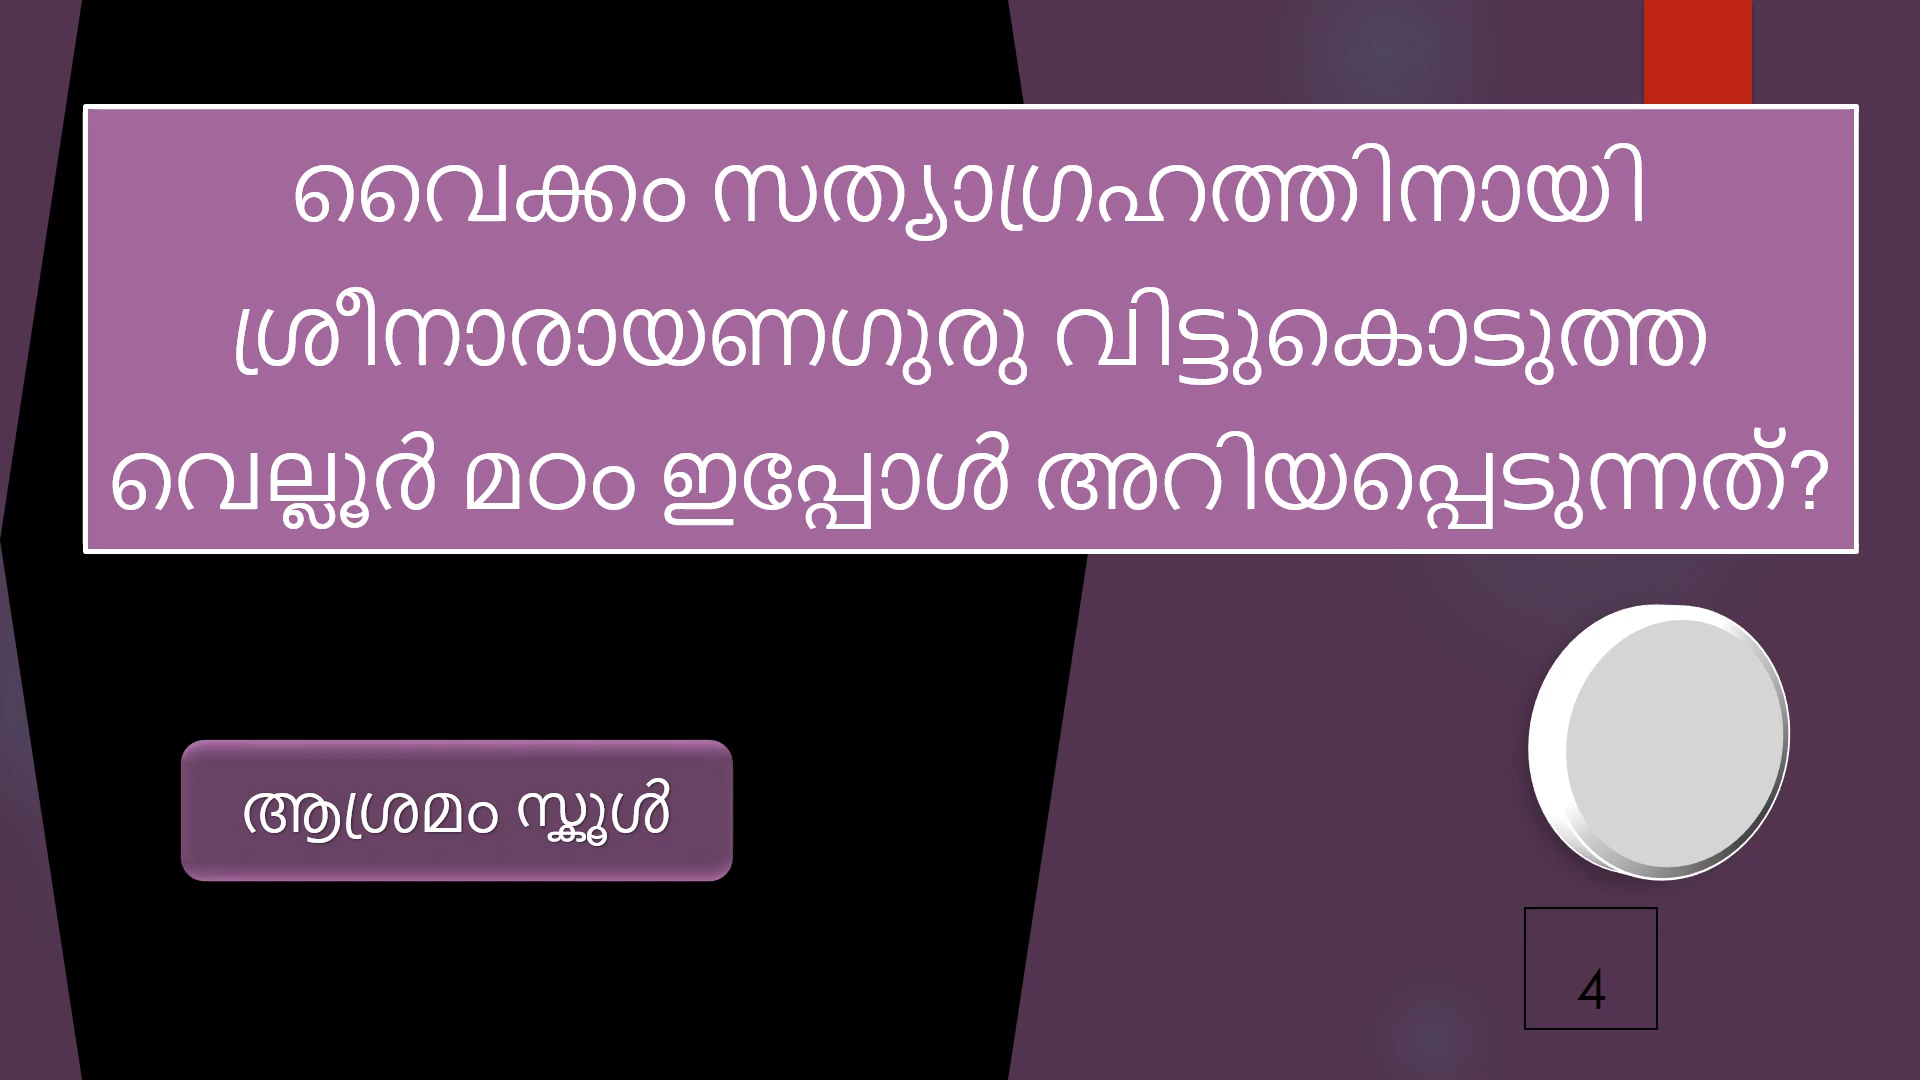 വൈക്കം സത്യാഗ്രഹത്തിനായി
ശ്രീനാരായണഗുരു വിട്ടുകൊടുത്ത
വെല്ലൂർ മഠം ഇപ്പോൾ അറിയപ്പെടുന്നത്?
ആശ്രമം സ്കൂൾ
4